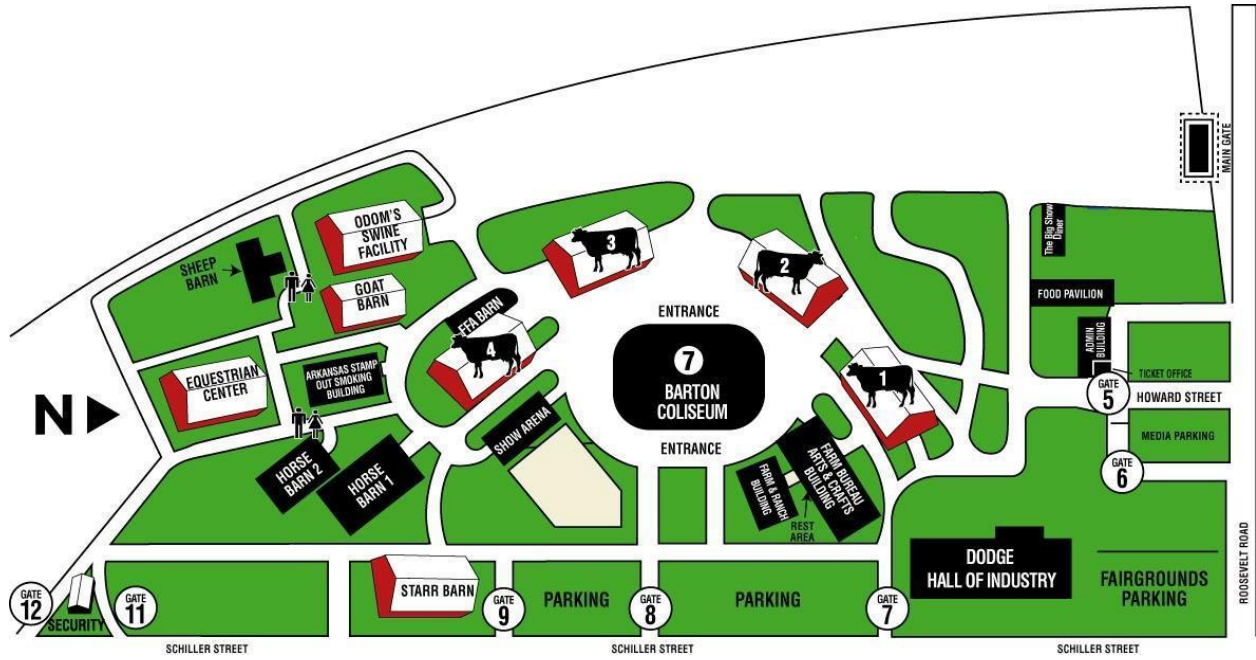 MAIN GATE
ROOSEVELT ROAD
The Big Show
Diner
ODOM'S
SWINE
FACILITY
SHEEP
BARN
GOAT
BARN
3
2
FOOD PAVILION
ENTRANCE
FFA BARN
4
ADMIN
BUILDING
TICKET OFFICE
EQUESTRIAN
CENTER
ARKANSAS STAMP
OUT SMOKING
BUILDING
7
BARTON
COLISEUM
1
GATE
5
HOWARD STREET
N
SHOW ARENA
ENTRANCE
MEDIA PARKING
HORSE
BARN 2
HORSE
BARN 1
FARM & RANCH
BUILDING
FARM BUREAU
ARTS & CRAFTS
BUILDING
GATE
6
REST
AREA
DODGE
HALL OF INDUSTRY
FAIRGROUNDS
PARKING
GATE
12
SECURITY
GATE
11
STARR BARN
GATE
9
PARKING
GATE
8
PARKING
GATE
7
SCHILLER STREET
SCHILLER STREET
SCHILLER STREET